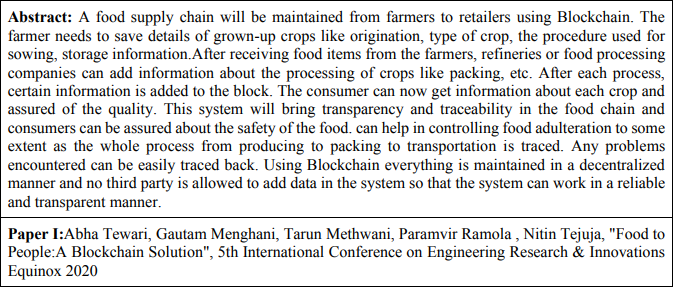 Abstract: A food supply chain will be maintained from farmers to retailers using Blockchain. The
farmer needs to save details of grown-up crops like origination, type of crop, the procedure used for
sowing, storage information.After receiving food items from the farmers, refineries or food processing
companies can add information about the processing of crops like packing, etc. After each process,
certain information is added to the block. The consumer can now get information about each crop and
assured of the quality. This system will bring transparency and traceability in the food chain and
consumers can be assured about the safety of the food. can help in controlling food adulteration to some
extent as the whole process from producing to packing to transportation is traced. Any problems
encountered can be easily traced back. Using Blockchain everything is maintained in a decentralized
manner and no third party is allowed to add data in the system so that the system can work in a reliable
and transparent manner.
Paper I:Abha Tewari, Gautam Menghani, Tarun Methwani, Paramvir Ramola , Nitin Tejuja, "Food to
People:A Blockchain Solution", 5th International Conference on Engineering Research & Innovations
Equinox 2020